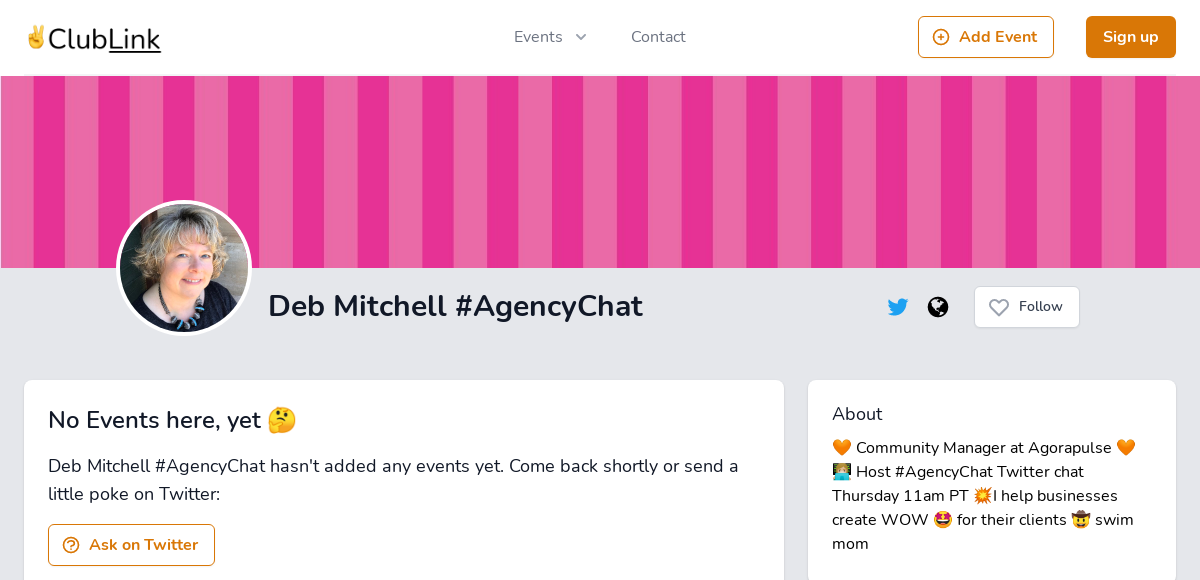 ✌️ClubLink
Events
Contact
Add Event
Sign up
Deb Mitchell #AgencyChat
Follow
No Events here, yet 🤔
Deb Mitchell #AgencyChat hasn't added any events yet. Come back shortly or send a
little poke on Twitter:
Ask on Twitter
About
🧡 Community Manager at Agorapulse 🧡
👩🏼‍💻 Host #AgencyChat Twitter chat
Thursday 11am PT 💥I help businesses
create WOW 🤩 for their clients 🤠 swim
mom